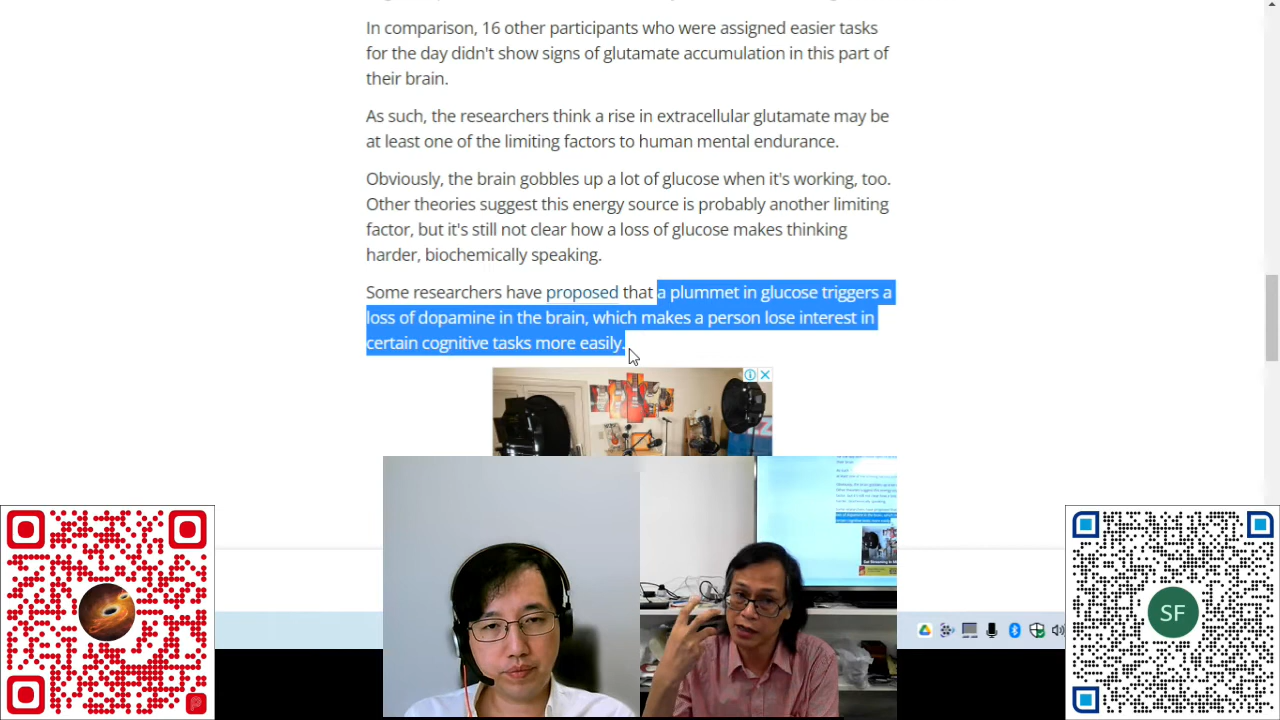 In comparison, 16 other participants who were assigned easier tasks
for the day didn't show signs of glutamate accumulation in this part of
their brain.
As such, the researchers think a rise in extracellular glutamate may be
at least one of the limiting factors to human mental endurance.
Obviously, the brain gobbles up a lot of glucose when it's working, too.
Other theories suggest this energy source is probably another limiting
factor, but it's still not clear how a loss of glucose makes thinking
harder, biochemically speaking.
Some researchers have proposed that a plummet in glucose triggers a
loss of dopamine in the brain, which makes a person lose interest in
certain cognitive tasks more easily.
SF